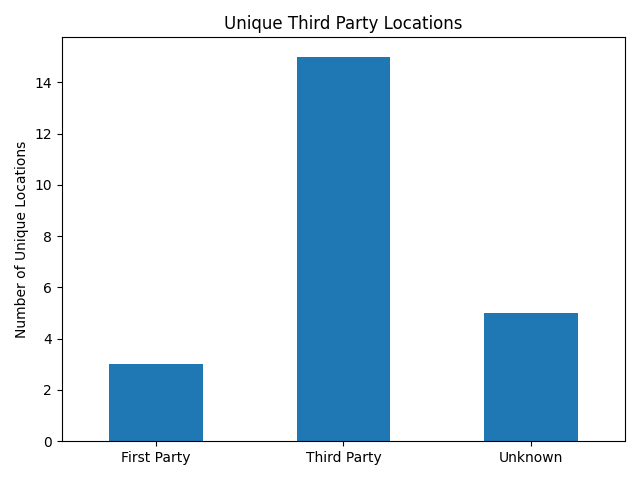 Unique Third Party Locations
Number of Unique Locations
14
12
10
8
6
4
2
0
First Party
Third Party
Unknown